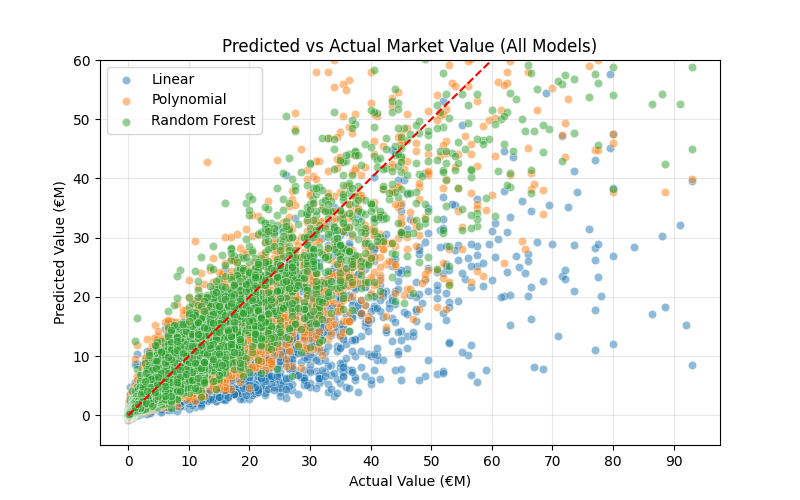 Predicted vs Actual Market Value (All Models)
Linear
Polynomial
Random Forest
Predicted Value (€M)
60
50
40
30
20
10
0
0 10 20 30 40 50 60 70 80 90
Actual Value (€M)